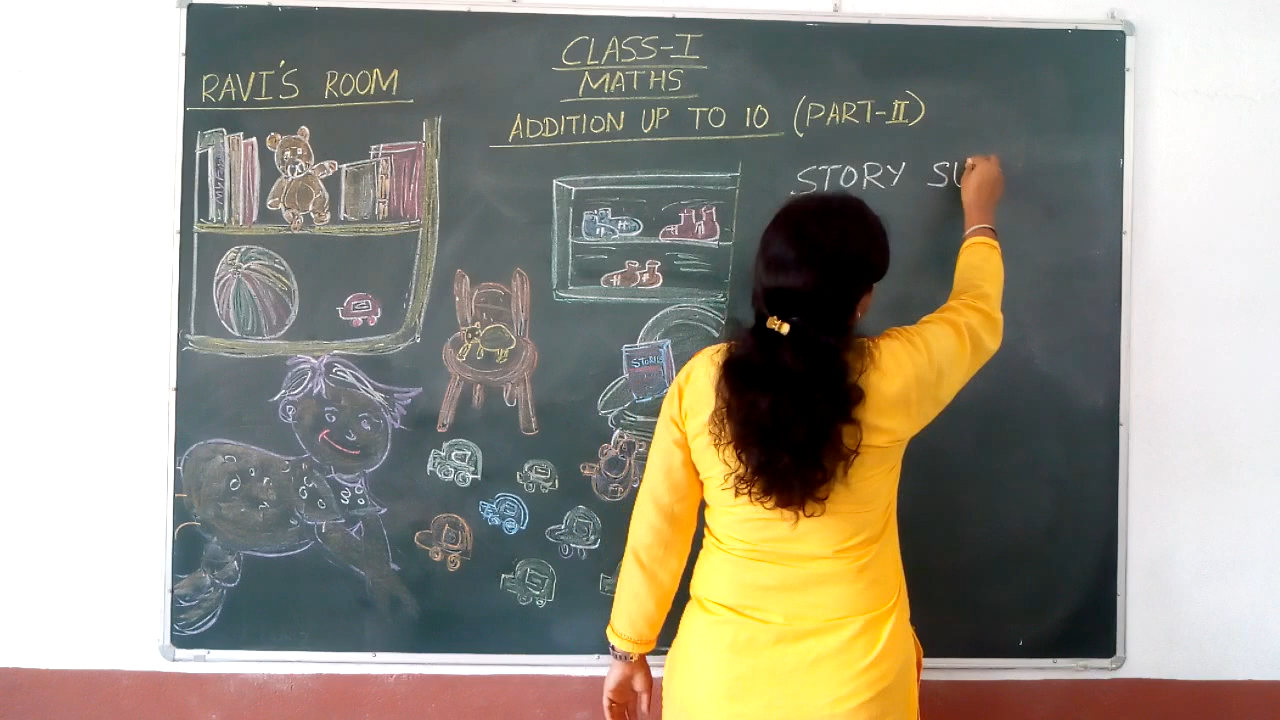 RAVI'S ROOM
CLASS-I
MATHS
ADDITION UP TO 10 (PART-II)
STORY SU